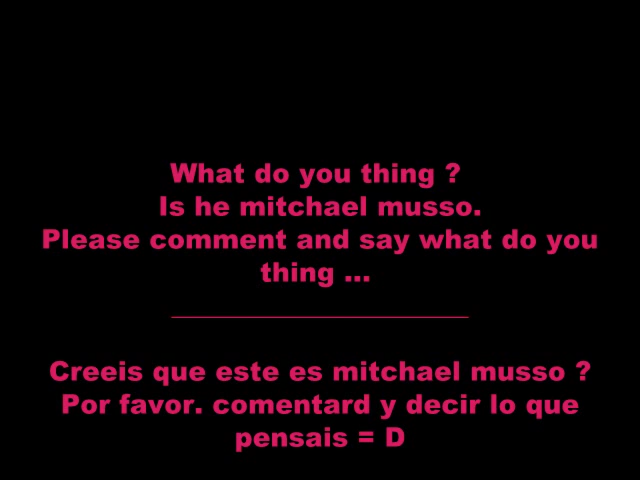 What do you thing ?
Is he mitchael musso.
Please comment and say what do you
thing ...
Creeis que este es mitchael musso ?
Por favor. comentard y decir lo que
pensais = D